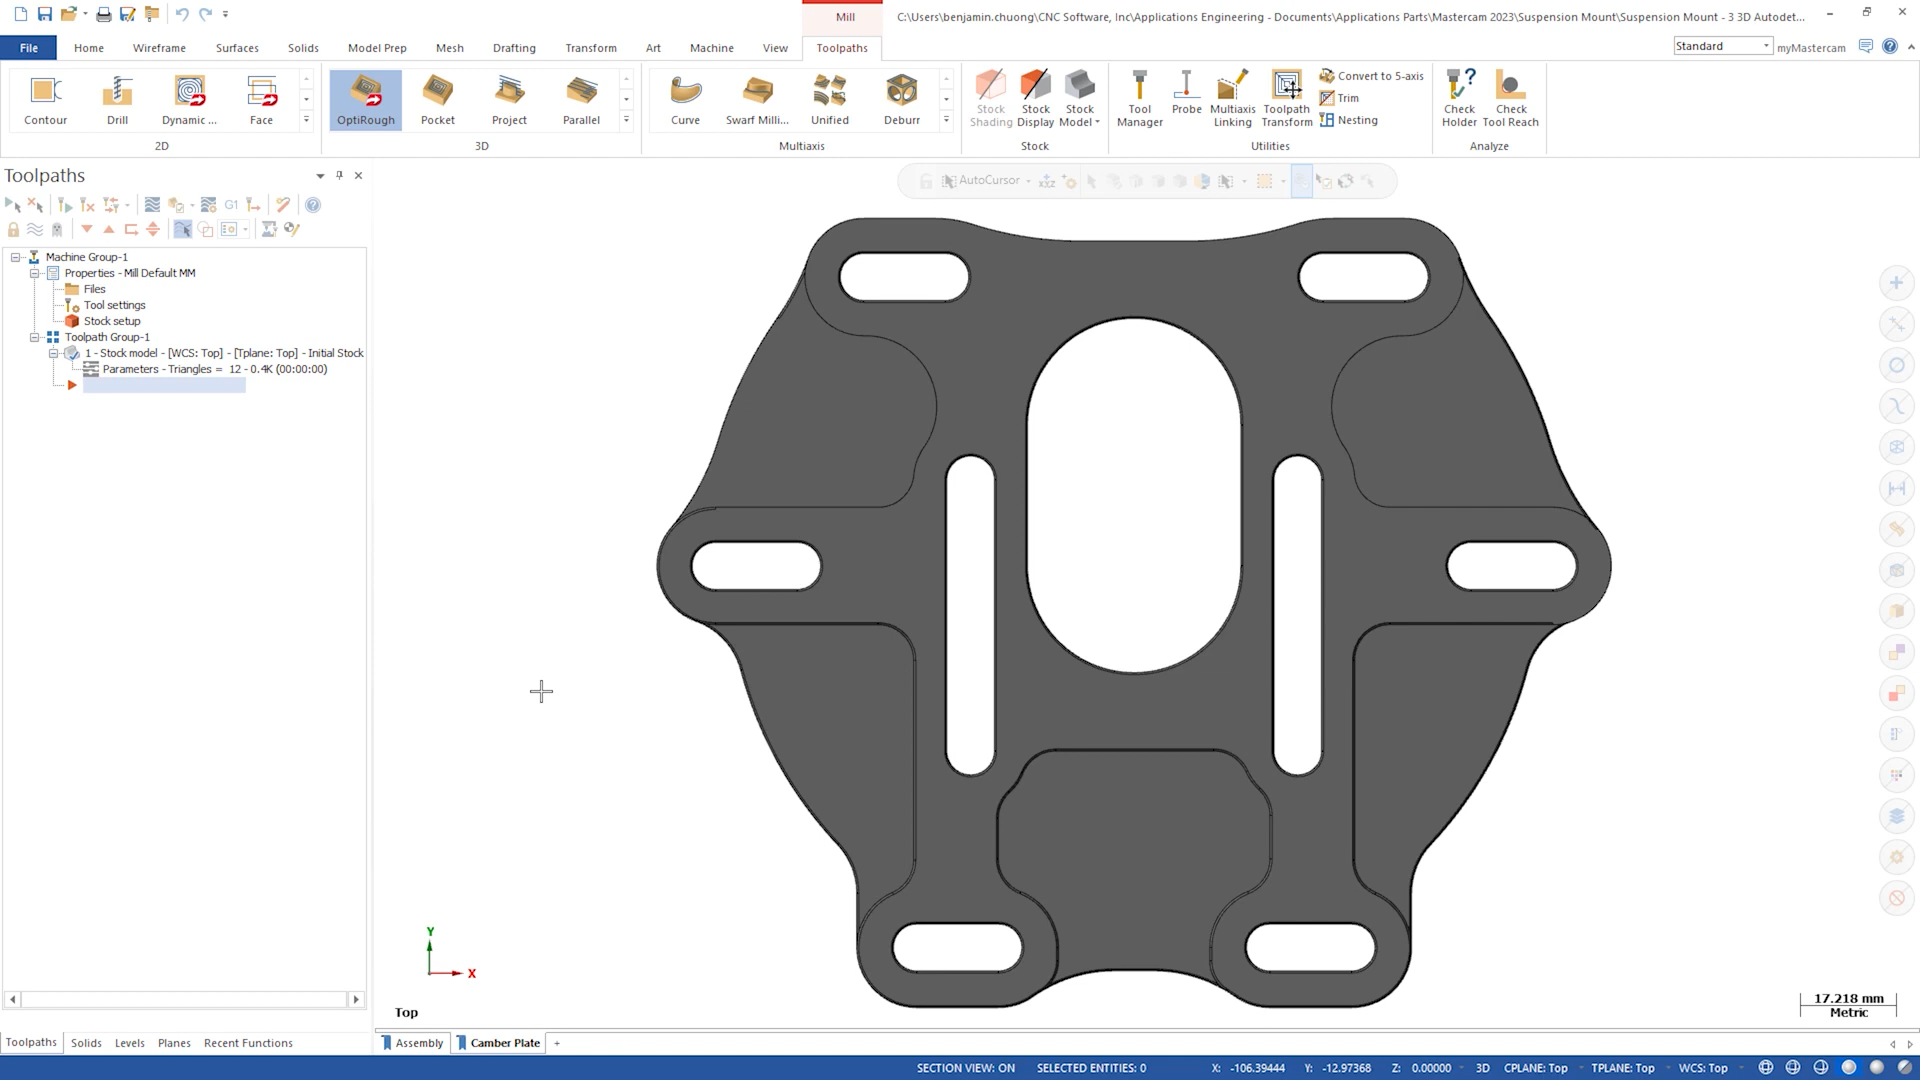 Mill
C:\Users\benjamin.chuong\CNC Software, Inc\Applications Engineering - Documents\Applications Parts\Mastercam 2023\Suspension Mount\Suspension Mount - 3 3D Autodet...
File Home Wireframe Surfaces Solids Model Prep Mesh Drafting Transform Art Machine View Toolpaths
Standard myMastercam
Contour Drill Dynamic ... Face
OptiRough Pocket Project Parallel
Curve Swarf Milli... Unified Deburr
Stock Shading Stock Display Stock Model
Tool Manager Probe Multiaxis Linking Toolpath Transform
Convert to 5-axis
Trim
Nesting
Check Holder Check Tool Reach
2D 3D Multiaxis Stock Utilities Analyze
Toolpaths
AutoCursor
G1
Machine Group-1
Properties - Mill Default MM
Files
Tool settings
Stock setup
Toolpath Group-1
1 - Stock model - [WCS: Top] - [Tplane: Top] - Initial Stock
Parameters - Triangles = 12 - 0.4K (00:00:00)
Y
X
Top
17.218 mm
Metric
Toolpaths Solids Levels Planes Recent Functions
Assembly Camber Plate +
SECTION VIEW: ON SELECTED ENTITIES: 0 X: -106.39444 Y: -12.97368 Z: 0.00000 3D CPLANE: Top TPLANE: Top WCS: Top